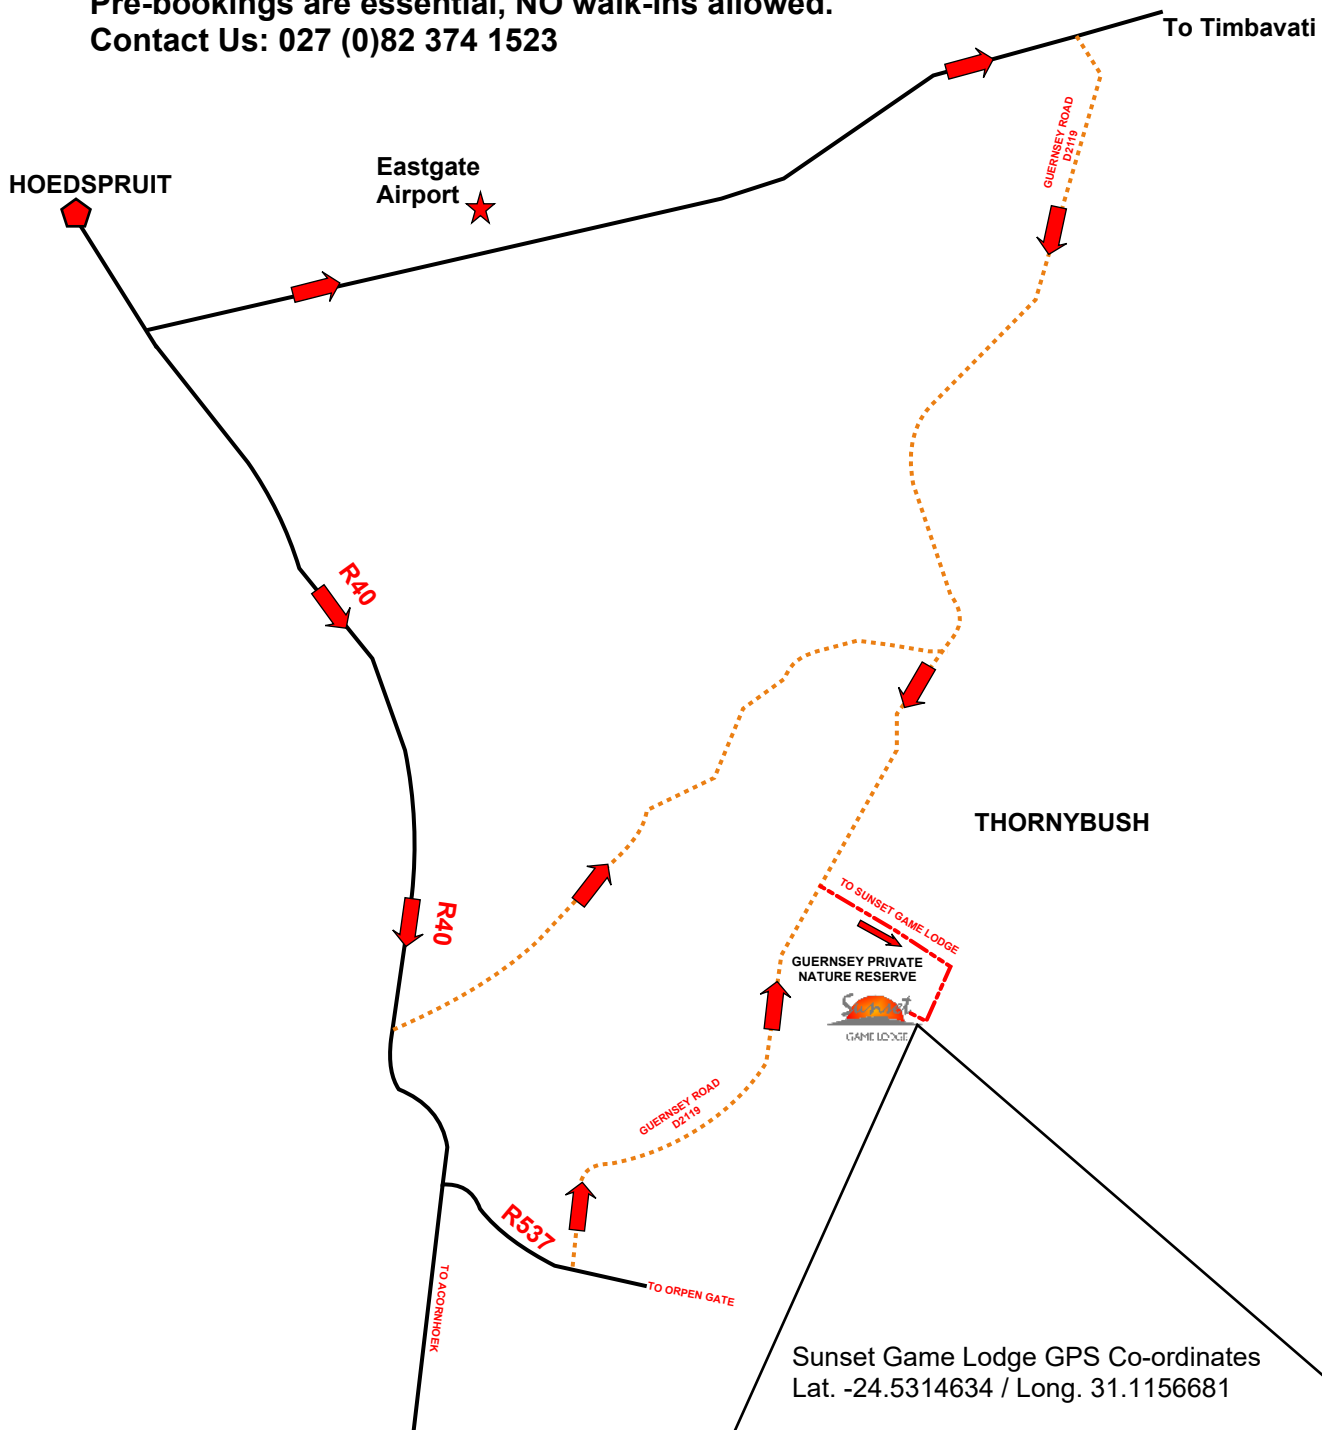 Pre-bookings are essential, NO walk-ins allowed.
Contact Us: 027 (0)82 374 1523
To Timbavati
GUERNSEY ROAD
D2119
Eastgate
Airport
HOEDSPRUIT
R40
THORNYBUSH
TO SUNSET GAME LODGE
R40
GUERNSEY PRIVATE
NATURE RESERVE
Sunset
GAME LODGE
GUERNSEY ROAD
D2119
R537
TO ORPEN GATE
TO ACORNHOEK
Sunset Game Lodge GPS Co-ordinates
Lat. -24.5314634 / Long. 31.1156681